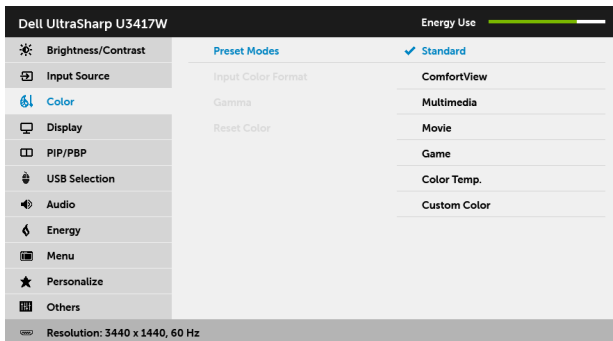 Dell UltraSharp U3417W
Energy Use
Brightness/Contrast
Preset Modes
Standard
Input Source
Input Color Format
ComfortView
Color
Gamma
Multimedia
Display
Reset Color
Movie
PIP/PBP
Game
USB Selection
Color Temp.
Audio
Custom Color
Energy
Menu
Personalize
Others
Resolution: 3440 x 1440, 60 Hz